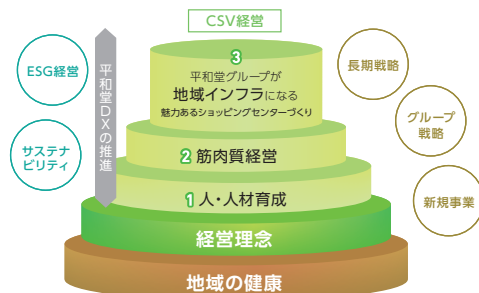 CSV経営
ESG経営
サステナ
ビリティ
平和堂DXの推進
3
平和堂グループが
地域インフラになる
魅力あるショッピングセンターづくり
2 筋肉質経営
1 人・人材育成
経営理念
地域の健康
長期戦略
グループ
戦略
新規事業